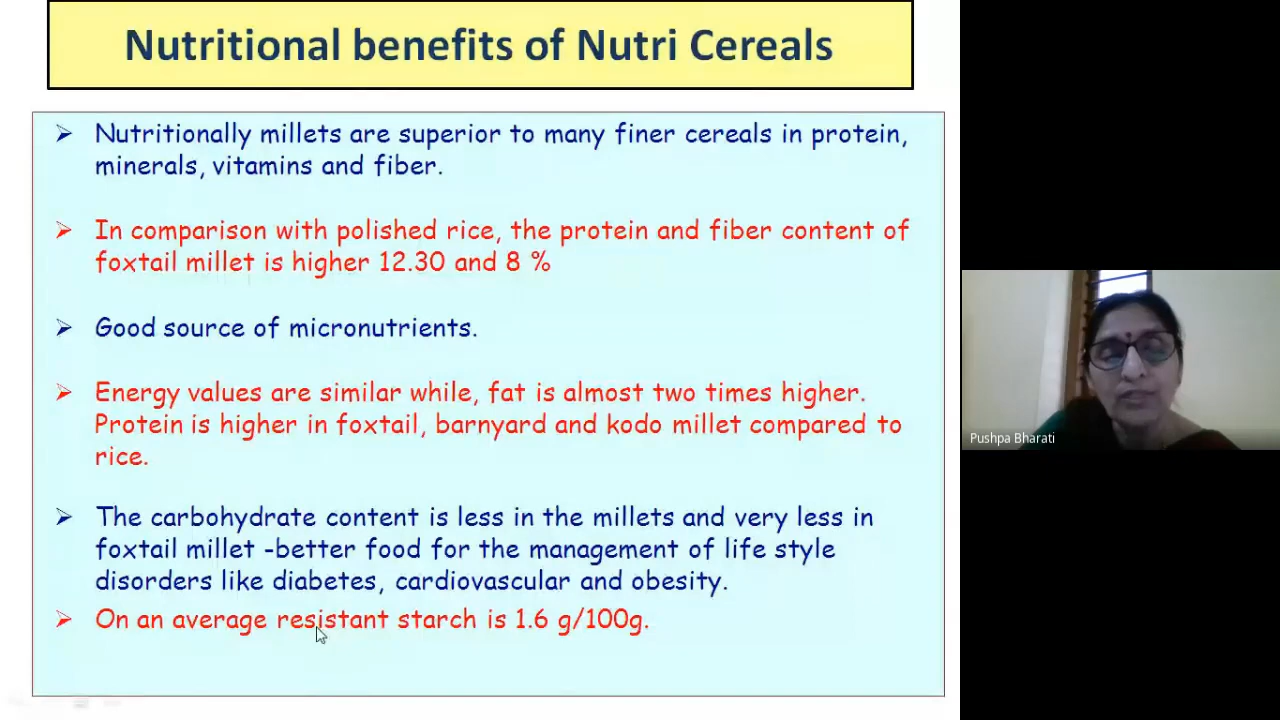 Nutritional benefits of Nutri Cereals
Nutritionally millets are superior to many finer cereals in protein,
minerals, vitamins and fiber.
In comparison with polished rice, the protein and fiber content of
foxtail millet is higher 12.30 and 8 %
Good source of micronutrients.
Energy values are similar while, fat is almost two times higher.
Protein is higher in foxtail, barnyard and kodo millet compared to
rice.
The carbohydrate content is less in the millets and very less in
foxtail millet -better food for the management of life style
disorders like diabetes, cardiovascular and obesity.
On an average resistant starch is 1.6 g/100g.
Pushpa Bharati